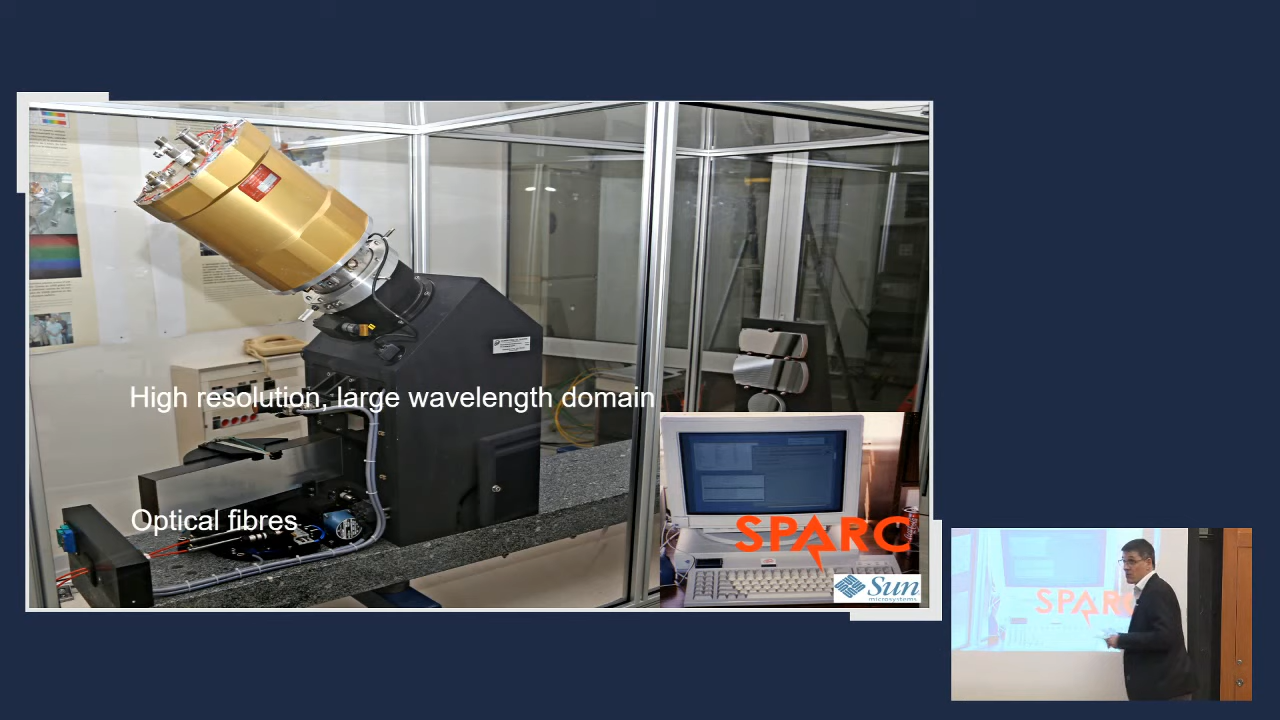 High resolution, large wavelength domain
Optical fibres
SPARC
Sun
microsystems
SPARC